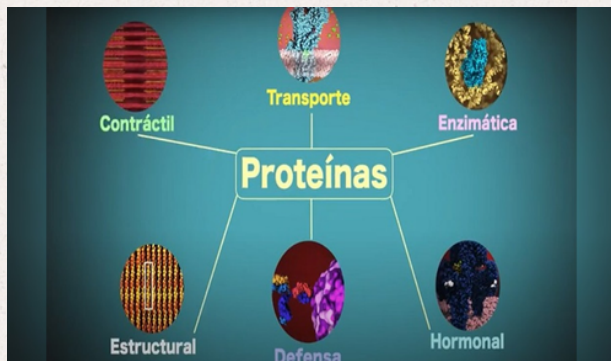 Transporte
Contráctil
Enzimática
Proteínas
Estructural
Defensa
Hormonal